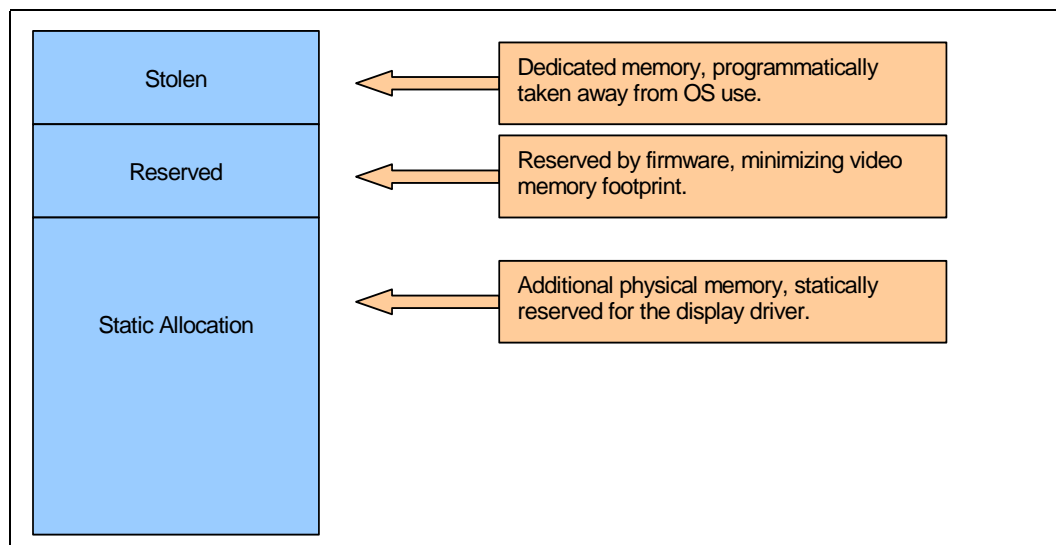 Stolen
Dedicated memory, programmatically
taken away from OS use.
Reserved
Reserved by firmware, minimizing video
memory footprint.
Static Allocation
Additional physical memory, statically
reserved for the display driver.